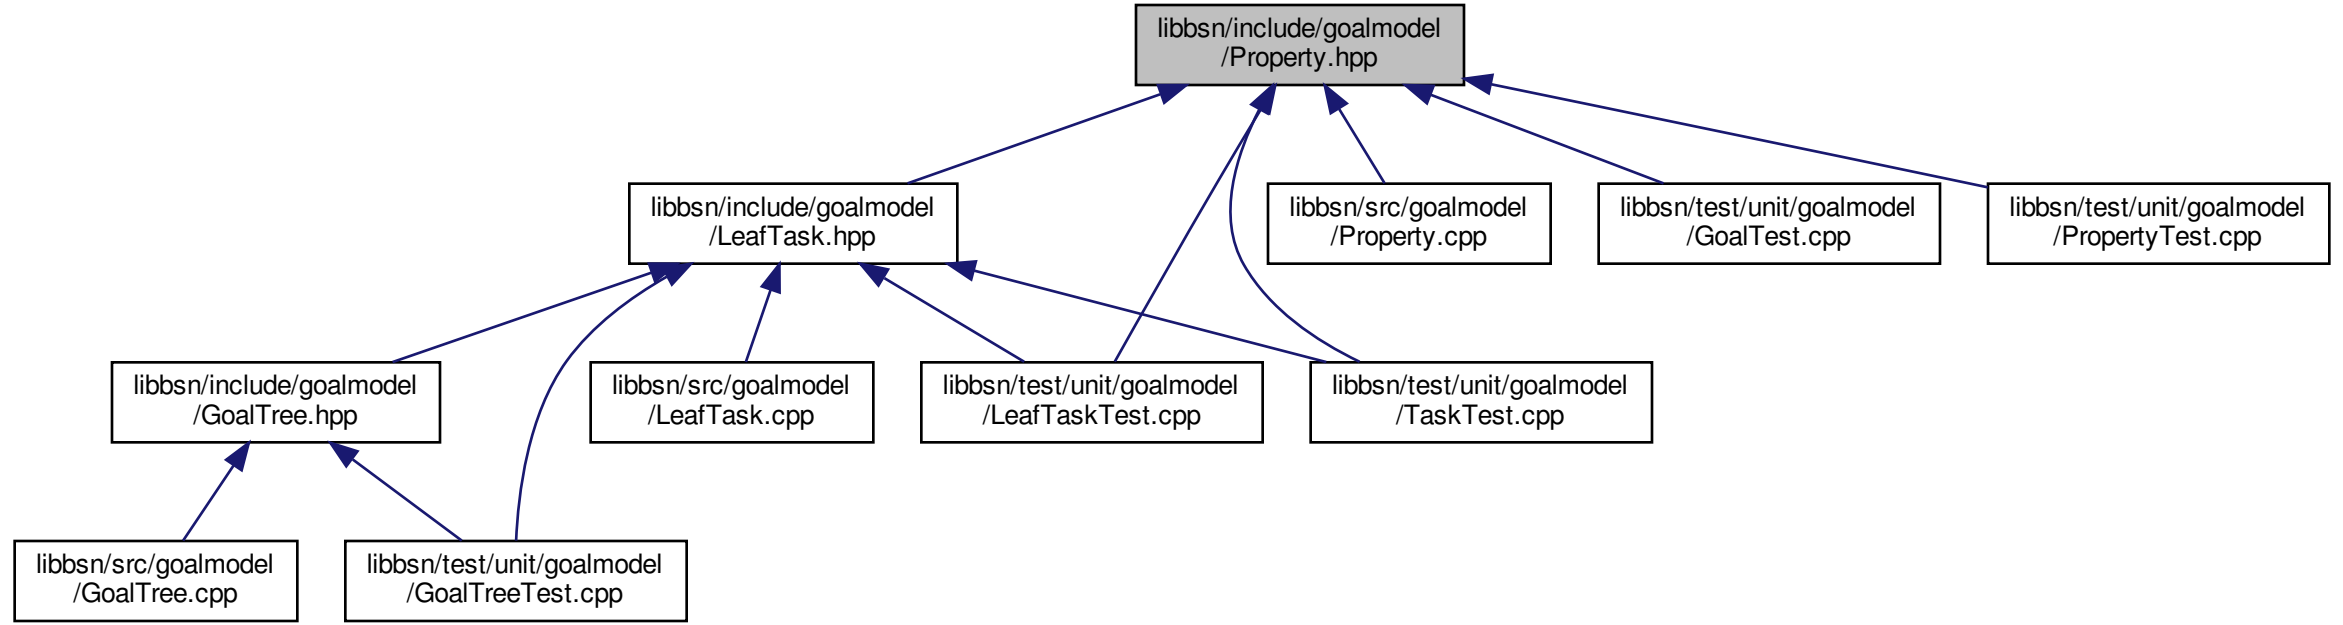 libbsn/include/goalmodel
/Property.hpp
libbsn/include/goalmodel
/LeafTask.hpp
libbsn/src/goalmodel
/Property.cpp
libbsn/test/unit/goalmodel
/GoalTest.cpp
libbsn/test/unit/goalmodel
/PropertyTest.cpp
libbsn/include/goalmodel
/GoalTree.hpp
libbsn/src/goalmodel
/LeafTask.cpp
libbsn/test/unit/goalmodel
/LeafTaskTest.cpp
libbsn/test/unit/goalmodel
/TaskTest.cpp
libbsn/src/goalmodel
/GoalTree.cpp
libbsn/test/unit/goalmodel
/GoalTreeTest.cpp